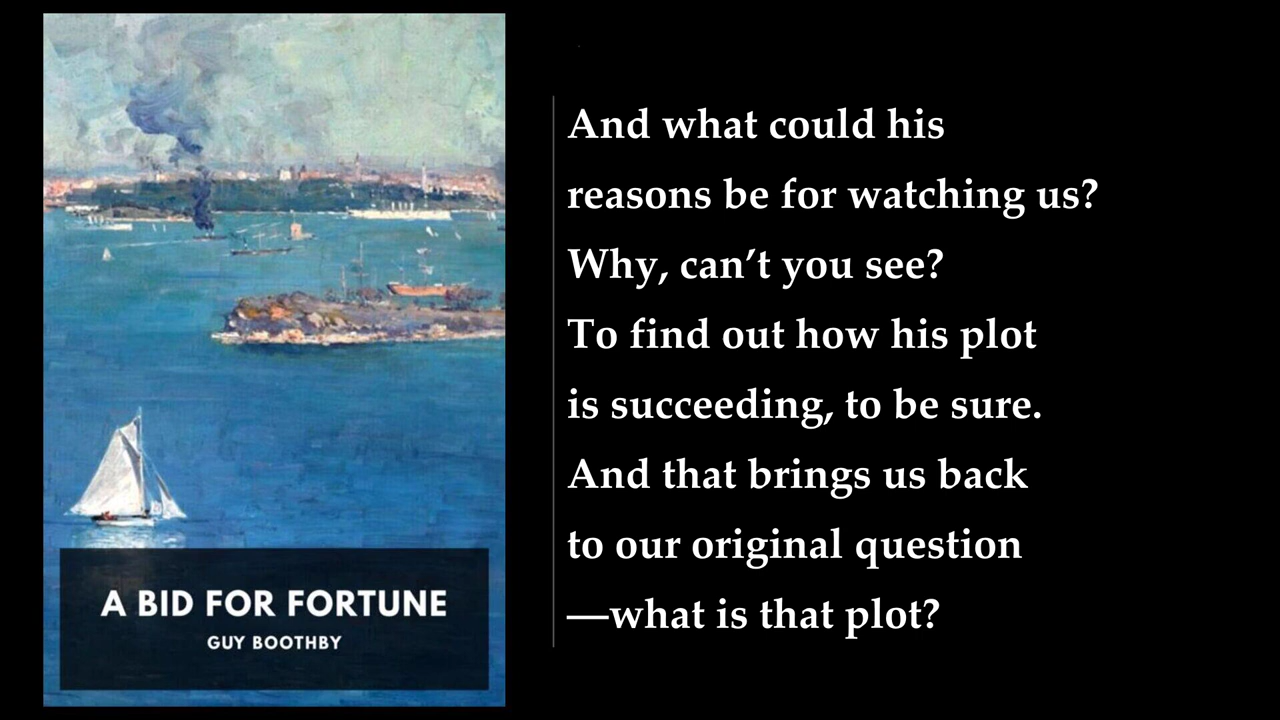 A BID FOR FORTUNE
GUY BOOTHBY
And what could his
reasons be for watching us?
Why, can’t you see?
To find out how his plot
is succeeding, to be sure.
And that brings us back
to our original question
—what is that plot?